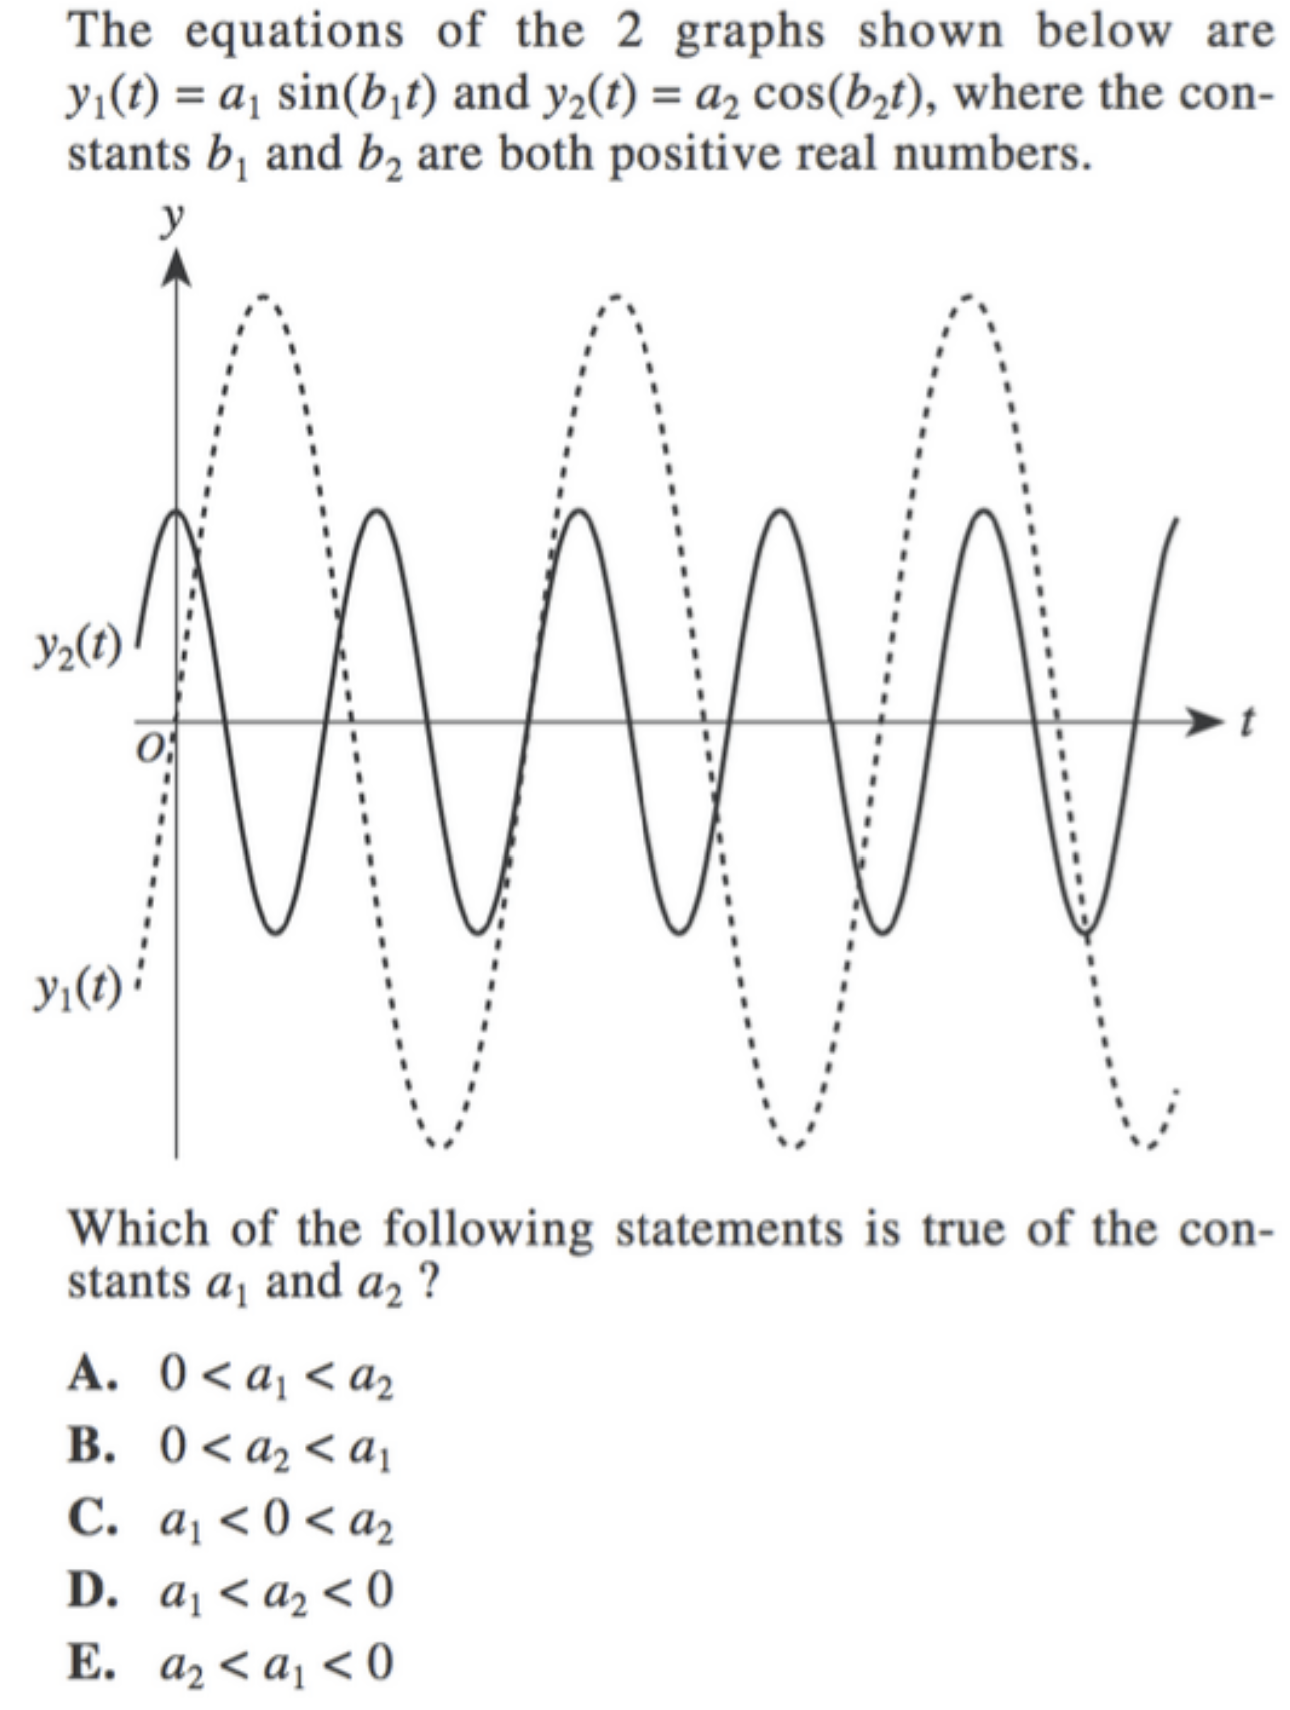 The equations of the 2 graphs shown below are
y₁(t) = a₁ sin(b₁t) and y₂(t) = a₂ cos(b₂t), where the con-
stants b₁ and b₂ are both positive real numbers.
y
y₂(t)
O
t
y₁(t)
Which of the following statements is true of the con-
stants a₁ and a₂ ?
A. 0 < a₁ < a₂
B. 0 < a₂ < a₁
C. a₁ < 0 < a₂
D. a₁ < a₂ < 0
E. a₂ < a₁ < 0